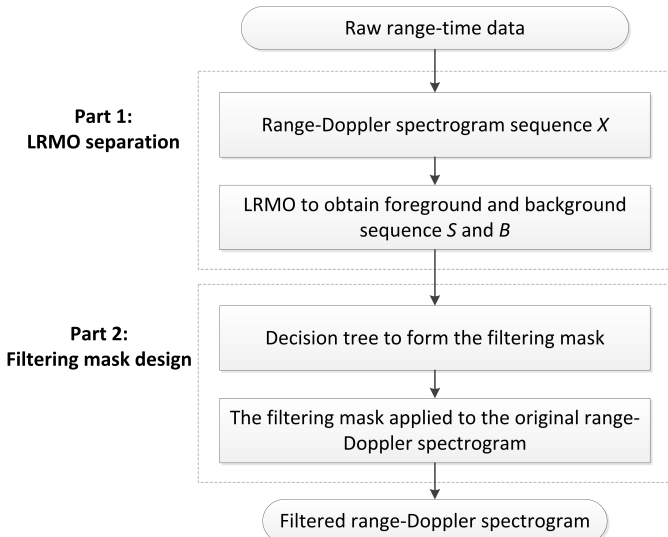 Raw range-time data
Part 1:
LRMO separation
Range-Doppler spectrogram sequence X
LRMO to obtain foreground and background
sequence S and B
Part 2:
Filtering mask design
Decision tree to form the filtering mask
The filtering mask applied to the original range-
Doppler spectrogram
Filtered range-Doppler spectrogram